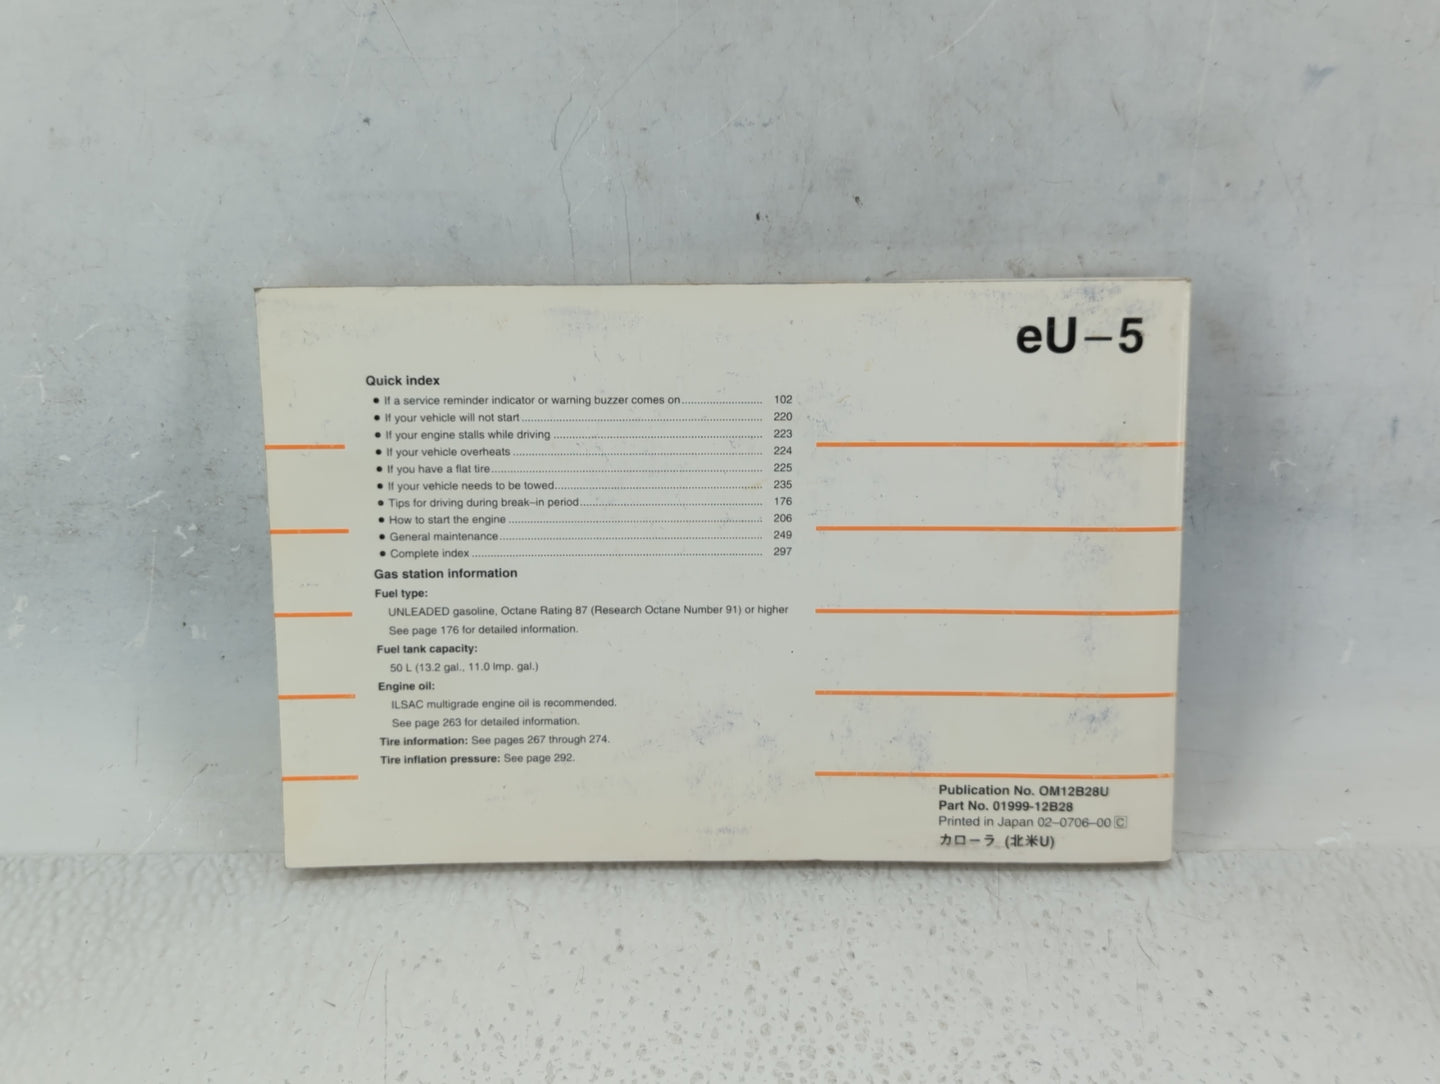 eU–5
Quick index
● If a service reminder indicator or warning buzzer comes on........................ 102
● If your vehicle will not start........................ 220
● If your engine stalls while driving ........................ 223
● If your vehicle overheats ........................ 224
● If you have a flat tire........................ 225
● If your vehicle needs to be towed........................ 235
● Tips for driving during break–in period........................ 176
● How to start the engine ........................ 206
● General maintenance........................ 249
● Complete index ........................ 297
Gas station information
Fuel type:
UNLEADED gasoline, Octane Rating 87 (Research Octane Number 91) or higher
See page 176 for detailed information.
Fuel tank capacity:
50 L (13.2 gal., 11.0 Imp. gal.)
Engine oil:
ILSAC multigrade engine oil is recommended.
See page 263 for detailed information.
Tire information: See pages 267 through 274.
Tire inflation pressure: See page 292.
Publication No. OM12B28U
Part No. 01999-12B28
Printed in Japan 02–0706–00 C
カローラ (北米U)